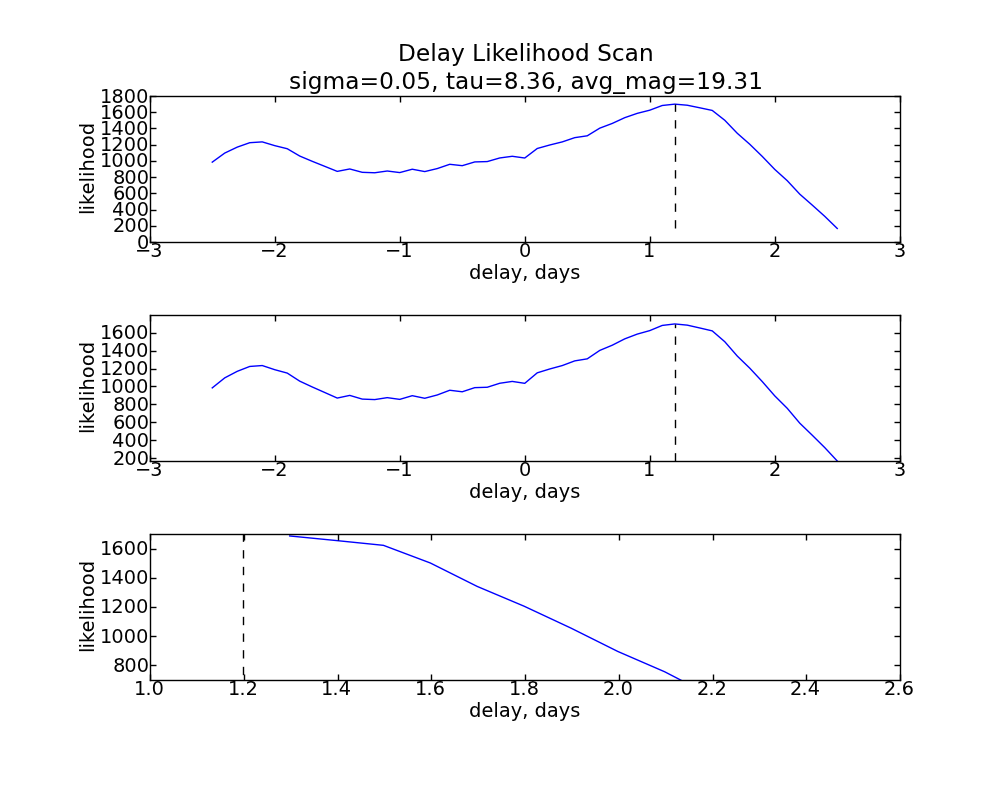 Delay Likelihood Scan
sigma=0.05, tau=8.36, avg_mag=19.31
1800
1600
1400
1200
1000
800
600
400
200
0
likelihood
−3 −2 −1 0 1 2 3
delay, days
1600
1400
1200
1000
800
600
400
200
likelihood
−3 −2 −1 0 1 2 3
delay, days
1600
1400
1200
1000
800
likelihood
1.0 1.2 1.4 1.6 1.8 2.0 2.2 2.4 2.6
delay, days